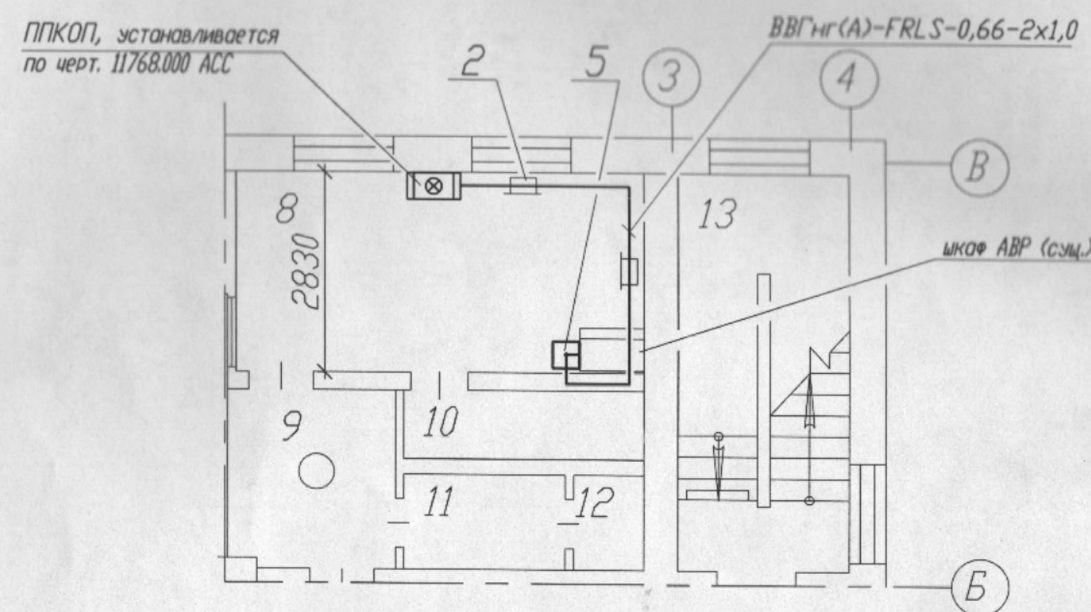 ППКОП, устанавливается
по черт. 11768.000 АСС
ВВГнг(А)-FRLS-0,66-2х1,0
2
5
3
4
В
8
2830
13
шкаф АВР (сущ.)
9
10
11
12
Б